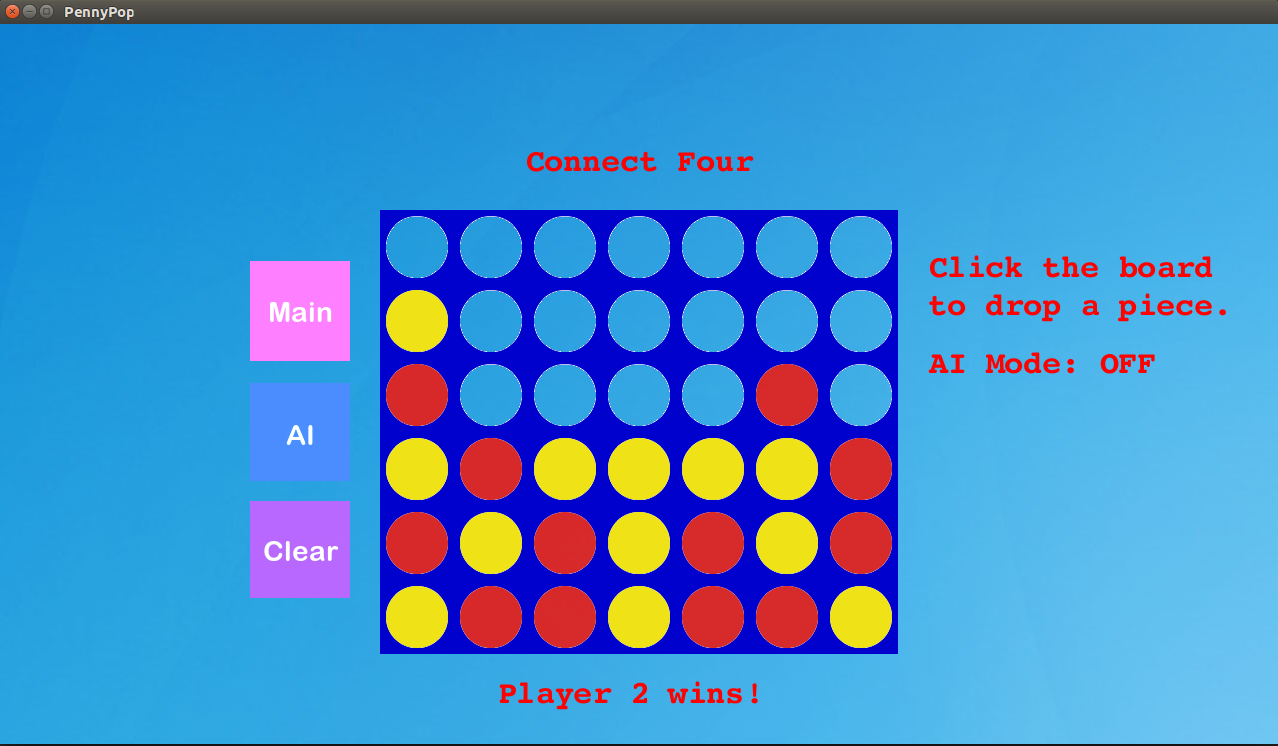 PennyPop
Connect Four
Main
AI
Clear
Click the board
to drop a piece.
AI Mode: OFF
Player 2 wins!